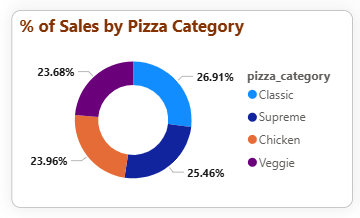 % of Sales by Pizza Category
23.68%
26.91%
pizza_category
Classic
Supreme
Chicken
Veggie
23.96%
25.46%